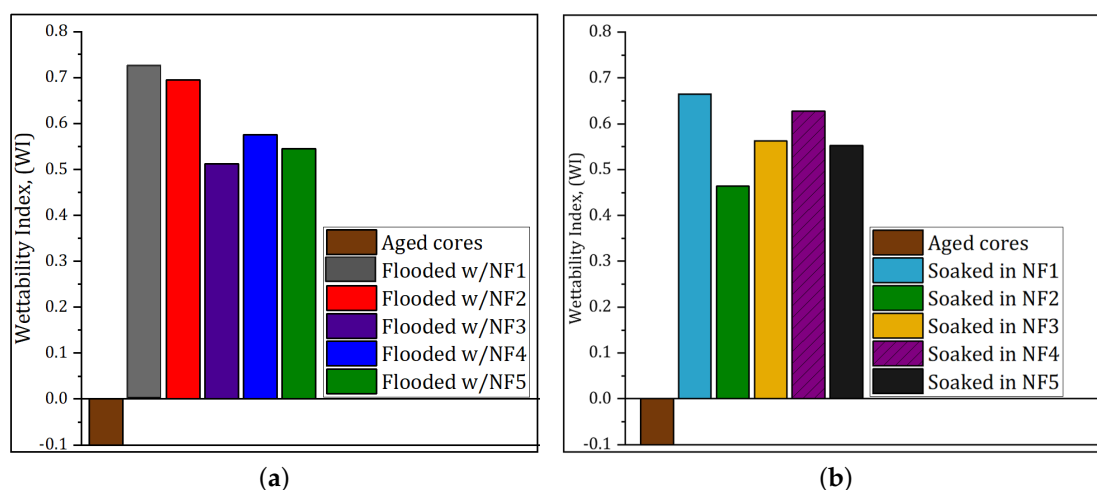 0.8
0.7
0.6
0.5
0.4
0.3
0.2
0.1
0.0
-0.1
Wettability Index, (WI)
Aged cores
Flooded w/NF1
Flooded w/NF2
Flooded w/NF3
Flooded w/NF4
Flooded w/NF5
(a)
0.8
0.7
0.6
0.5
0.4
0.3
0.2
0.1
0.0
-0.1
Wettability Index, (WI)
Aged cores
Soaked in NF1
Soaked in NF2
Soaked in NF3
Soaked in NF4
Soaked in NF5
(b)